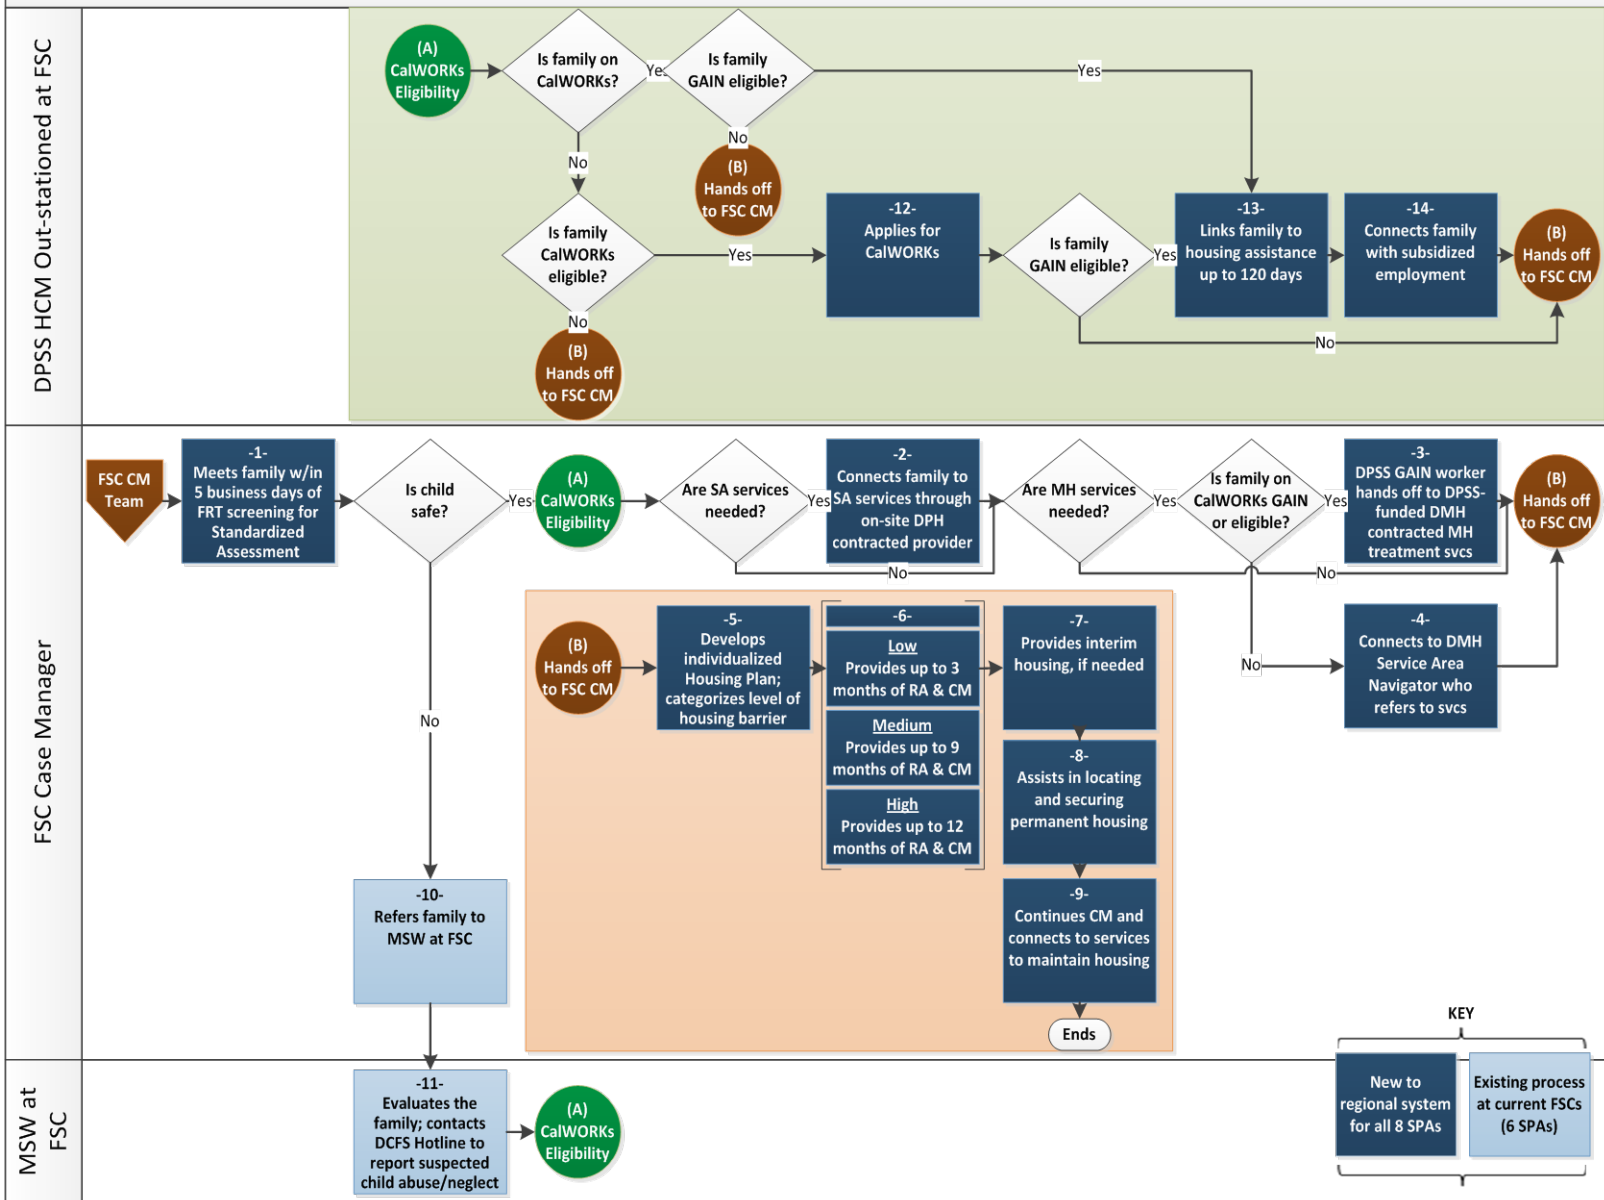 DPSS HCM Out-stationed at FSC
(A)
CalWORKs
Eligibility
Is family on
CalWORKs?
Yes
Is family
GAIN eligible?
Yes
No
No
(B)
Hands off
to FSC CM
Is family
CalWORKs
eligible?
Yes
-12-
Applies for
CalWORKs
Is family
GAIN eligible?
Yes
-13-
Links family to
housing assistance
up to 120 days
-14-
Connects family
with subsidized
employment
(B)
Hands off
to FSC CM
No
No
(B)
Hands off
to FSC CM
FSC Case Manager
FSC CM
Team
-1-
Meets family w/in
5 business days of
FRT screening for
Standardized
Assessment
Is child
safe?
Yes
(A)
CalWORKs
Eligibility
Are SA services
needed?
Yes
-2-
Connects family to
SA services through
on-site DPH
contracted provider
No
Are MH services
needed?
Yes
Is family on
CalWORKs GAIN
or eligible?
Yes
-3-
DPSS GAIN worker
hands off to DPSS-
funded DMH
contracted MH
treatment svcs
(B)
Hands off
to FSC CM
No
No
-4-
Connects to DMH
Service Area
Navigator who
refers to svcs
No
(B)
Hands off
to FSC CM
-5-
Develops
individualized
Housing Plan;
categorizes level of
housing barrier
-6-
Low
Provides up to 3
months of RA & CM
Medium
Provides up to 9
months of RA & CM
High
Provides up to 12
months of RA & CM
-7-
Provides interim
housing, if needed
-8-
Assists in locating
and securing
permanent housing
-9-
Continues CM and
connects to services
to maintain housing
Ends
-10-
Refers family to
MSW at FSC
MSW at
FSC
-11-
Evaluates the
family; contacts
DCFS Hotline to
report suspected
child abuse/neglect
(A)
CalWORKs
Eligibility
KEY
New to
regional system
for all 8 SPAs
Existing process
at current FSCs
(6 SPAs)